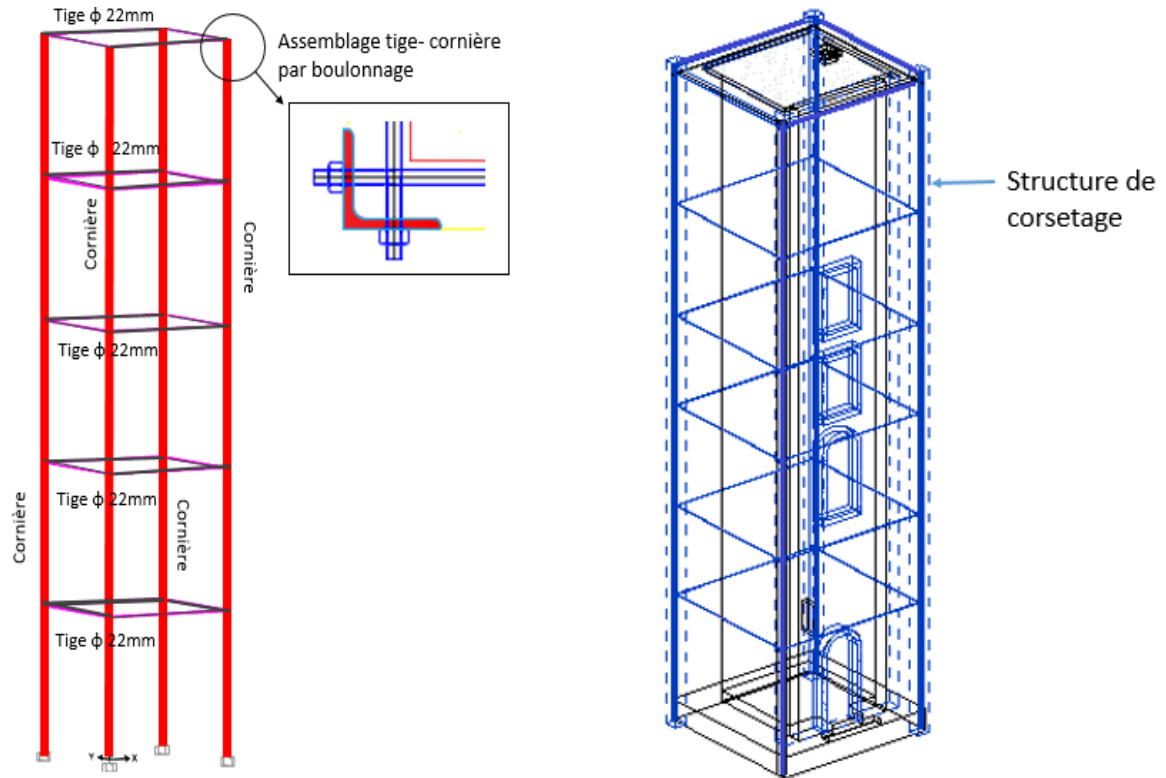 Tige ϕ 22mm
Assemblage tige- cornière
par boulonnage
Tige ϕ 22mm
Cornière
Cornière
Tige ϕ 22mm
Structure de
corsetage
Tige ϕ 22mm
Cornière
Cornière
Tige ϕ 22mm
Y
X